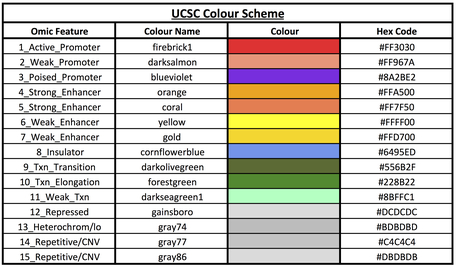 UCSC Colour Scheme
Omic Feature Colour Name Colour Hex Code
1_Active_Promoter firebrick1 #FF3030
2_Weak_Promoter darksalmon #FF967A
3_Poised_Promoter blueviolet #8A2BE2
4_Strong_Enhancer orange #FFA500
5_Strong_Enhancer coral #FF7F50
6_Weak_Enhancer yellow #FFFF00
7_Weak_Enhancer gold #FFD700
8_Insulator cornflowerblue #6495ED
9_Txn_Transition darkolivegreen #556B2F
10_Txn_Elongation forestgreen #228B22
11_Weak_Txn darkseagreen1 #8BFFC1
12_Repressed gainsboro #DCDCDC
13_Heterochrom/lo gray74 #BDBDBD
14_Repetitive/CNV gray77 #C4C4C4
15_Repetitive/CNV gray86 #DBDBDB